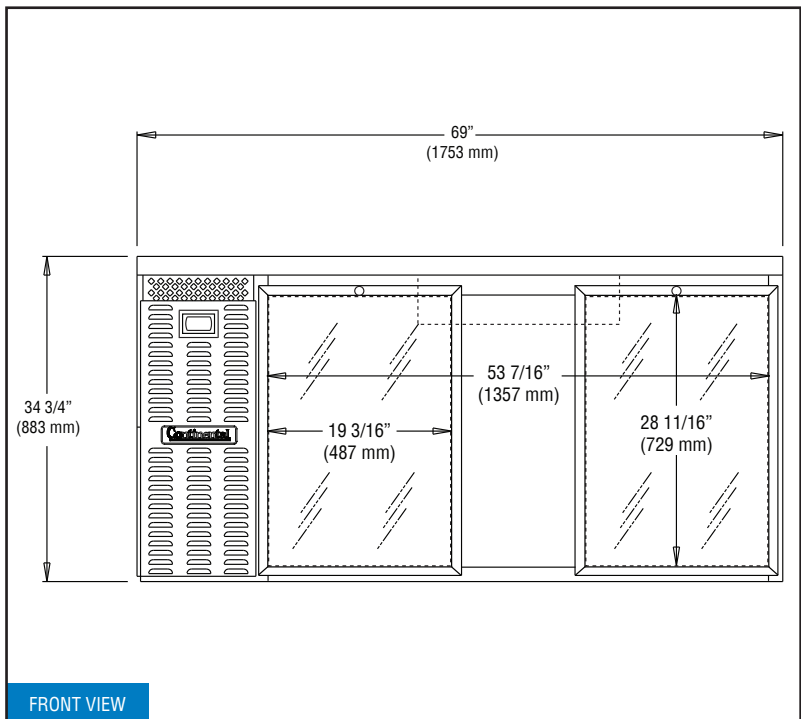 69”
(1753 mm)
34 3/4”
(883 mm)
53 7/16”
(1357 mm)
19 3/16”
(487 mm)
28 11/16”
(729 mm)
Continental
FRONT VIEW